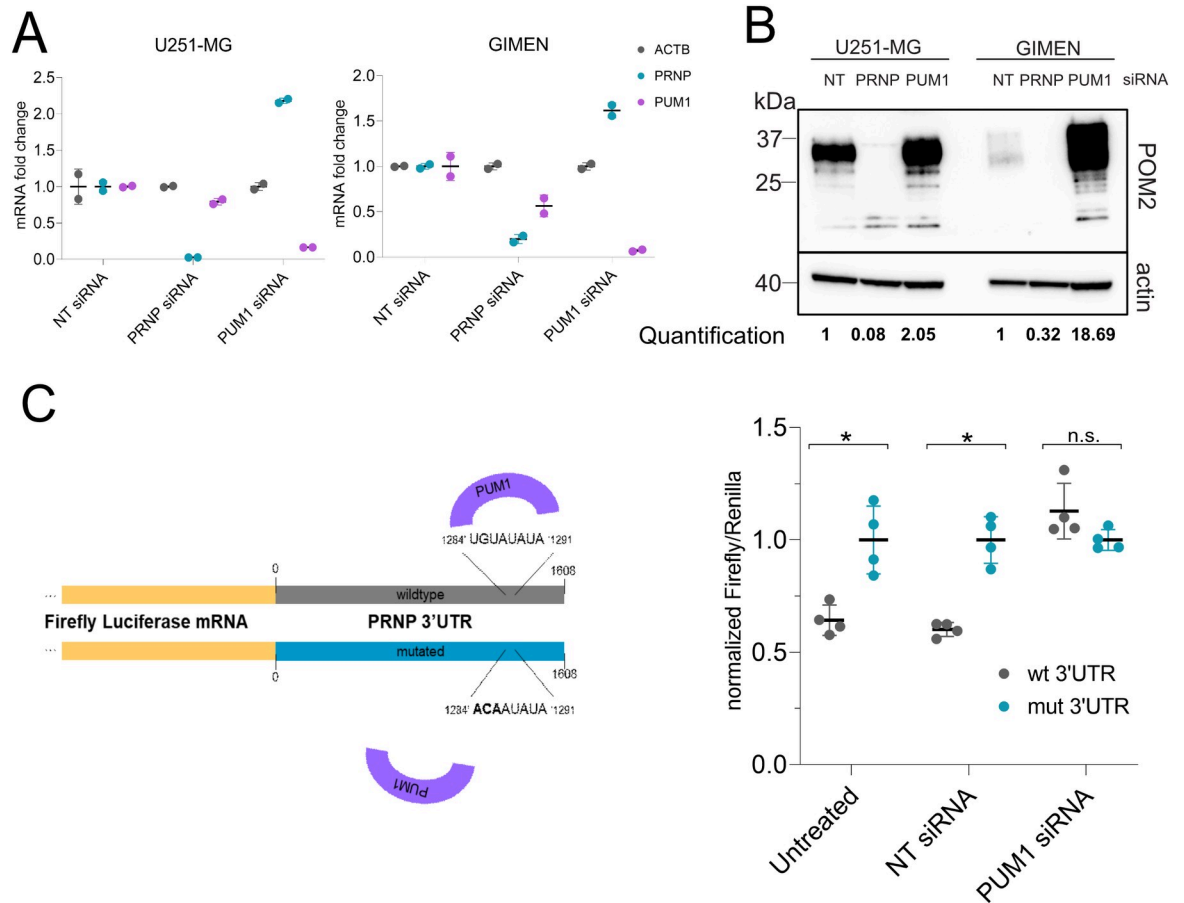 A
U251-MG
GIMEN
ACTB
PRNP
PUM1
mRNA fold change
2.5
2.0
1.5
1.0
0.5
0.0
NT siRNA
PRNP siRNA
PUM1 siRNA
mRNA fold change
2.0
1.5
1.0
0.5
0.0
NT siRNA
PRNP siRNA
PUM1 siRNA
B
U251-MG GIMEN
NT PRNP PUM1 NT PRNP PUM1 siRNA
kDa
37
25
POM2
40
actin
Quantification 1 0.08 2.05 1 0.32 18.69
C
PUM1
1284' UGUAUAUA '1291
0
1608
... wildtype
Firefly Luciferase mRNA PRNP 3'UTR
... mutated
0
1608
1284' ACAAUAUA '1291
PUM1
normalized Firefly/Renilla
1.5
1.0
0.5
0.0
* * n.s.
wt 3'UTR
mut 3'UTR
Untreated
NT siRNA
PUM1 siRNA